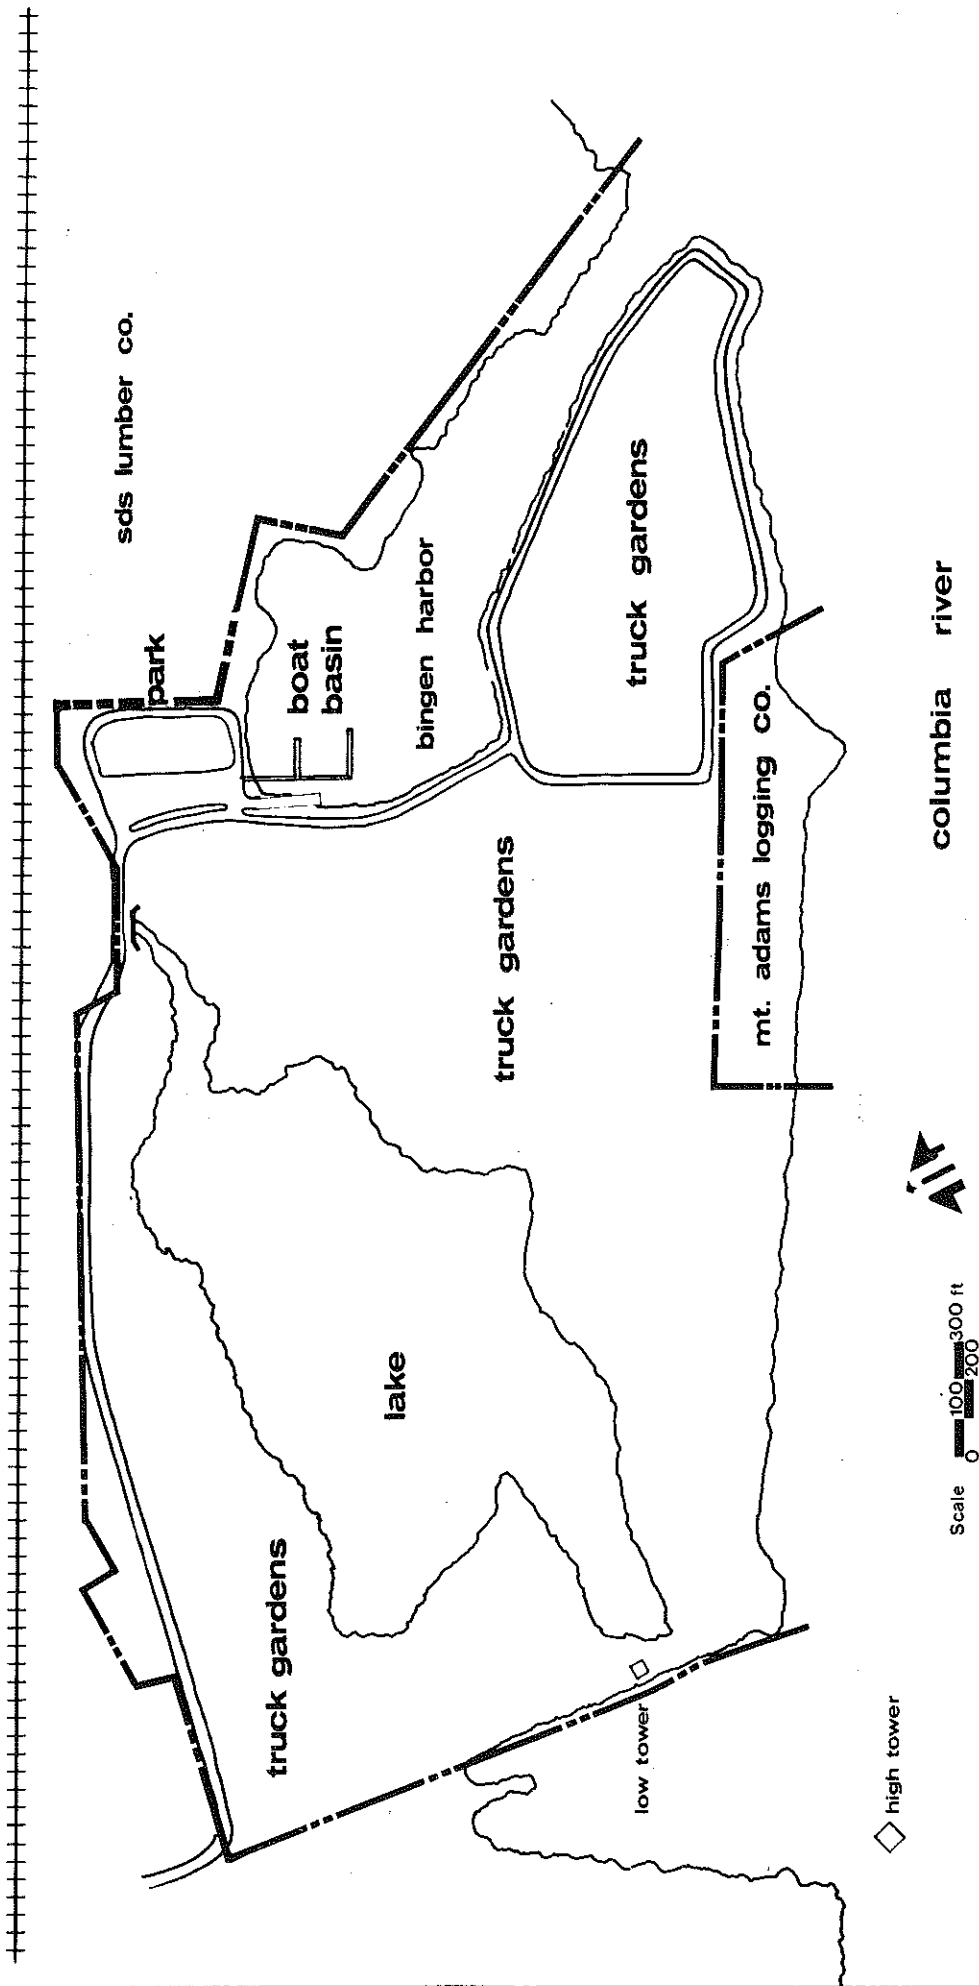 sds lumber co.
park
boat
basin
bingen harbor
truck gardens
truck gardens
mt. adams logging co.
columbia river
lake
truck gardens
low tower
high tower
Scale 0 100 200 300 ft